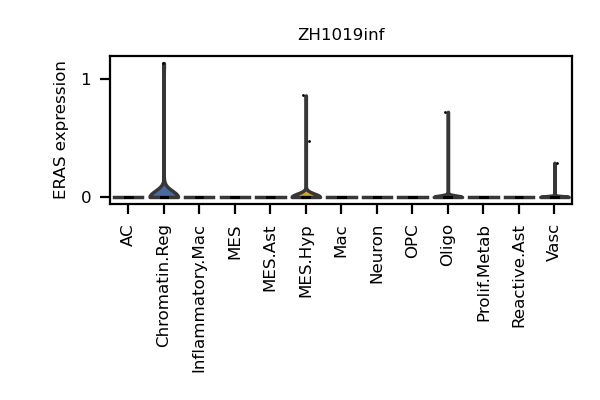 ZH1019inf
ERAS expression
1
0
AC
Chromatin.Reg
Inflammatory.Mac
MES
MES.Ast
MES.Hyp
Mac
Neuron
OPC
Oligo
Prolif.Metab
Reactive.Ast
Vasc